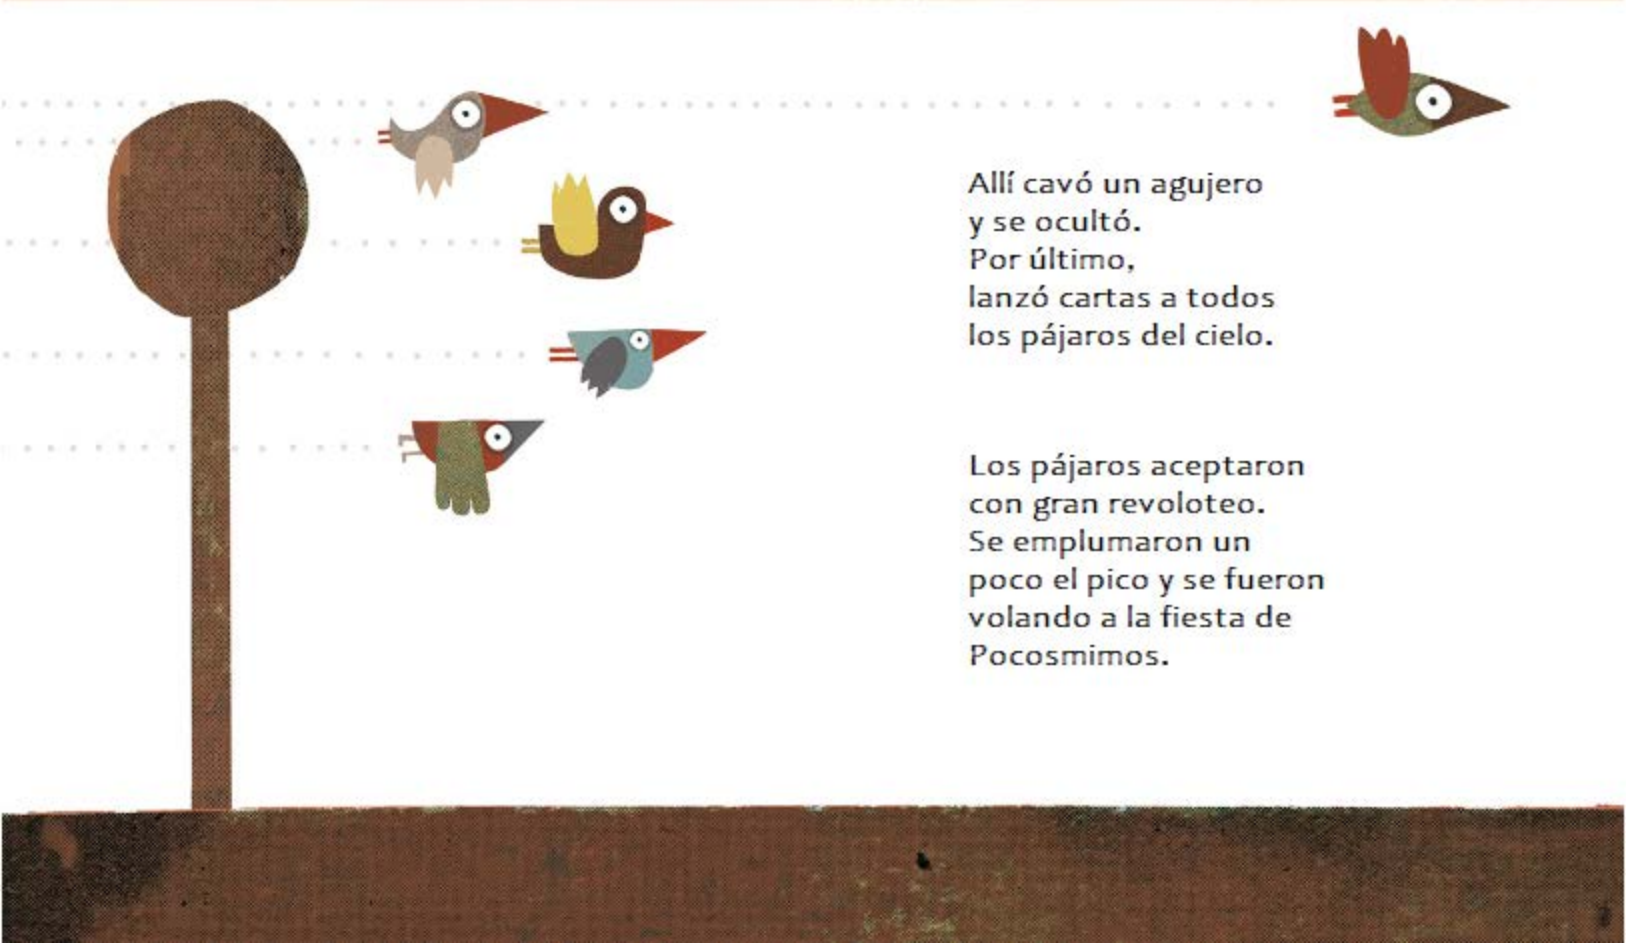 Allí cavó un agujero
y se ocultó.
Por último,
lanzó cartas a todos
los pájaros del cielo.
Los pájaros aceptaron
con gran revoloteo.
Se emplumaron un
poco el pico y se fueron
volando a la fiesta de
Pocosmimos.